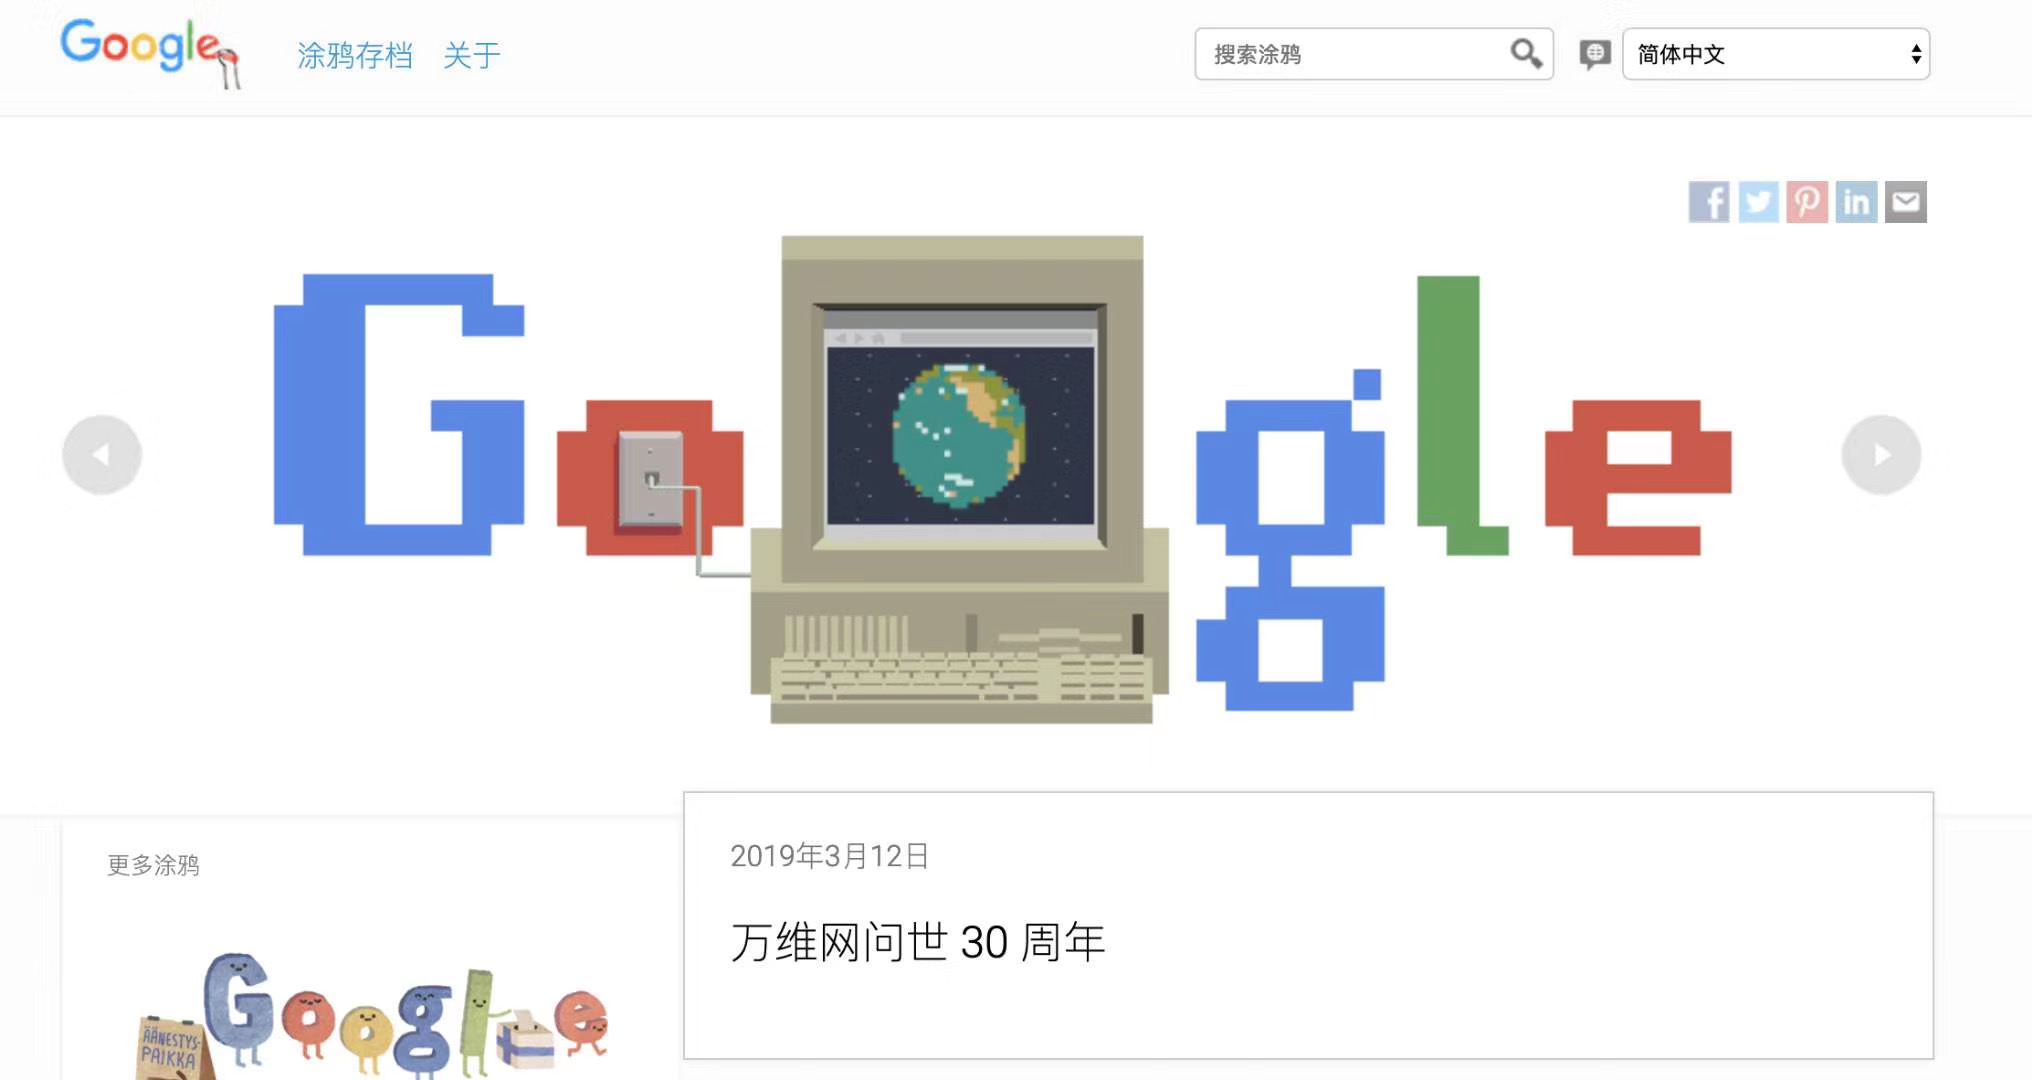 Google
涂鸦存档 关于
搜索涂鸦
简体中文
Google
2019年3月12日
万维网问世 30 周年
更多涂鸦
Google
ÄÄNESTYS-
PAIKKA